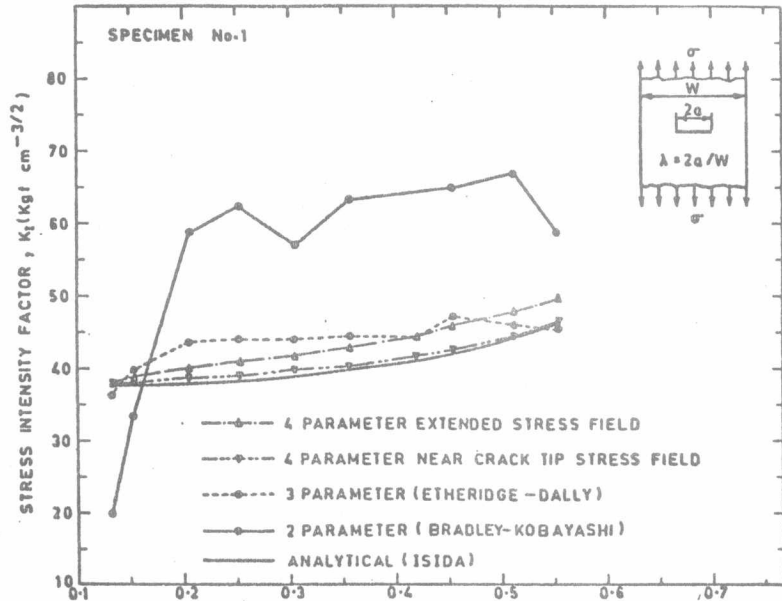 SPECIMEN No.1
STRESS INTENSITY FACTOR, K_I (Kgf cm^-3/2)
80
70
60
50
40
30
20
10
0.1
0.2
0.3
0.4
0.5
0.6
0.7
σ
W
2a
λ = 2a/W
σ
4 PARAMETER EXTENDED STRESS FIELD
4 PARAMETER NEAR CRACK TIP STRESS FIELD
3 PARAMETER (ETHERIDGE-DALLY)
2 PARAMETER (BRADLEY-KOBAYASHI)
ANALYTICAL (ISIDA)